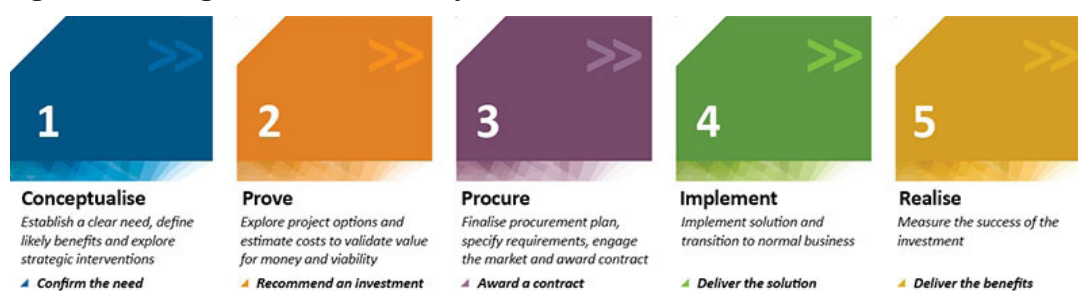 1
Conceptualise
Establish a clear need, define
likely benefits and explore
strategic interventions
Confirm the need
2
Prove
Explore project options and
estimate costs to validate value
for money and viability
Recommend an investment
3
Procure
Finalise procurement plan,
specify requirements, engage
the market and award contract
Award a contract
4
Implement
Implement solution and
transition to normal business
Deliver the solution
5
Realise
Measure the success of the
investment
Deliver the benefits